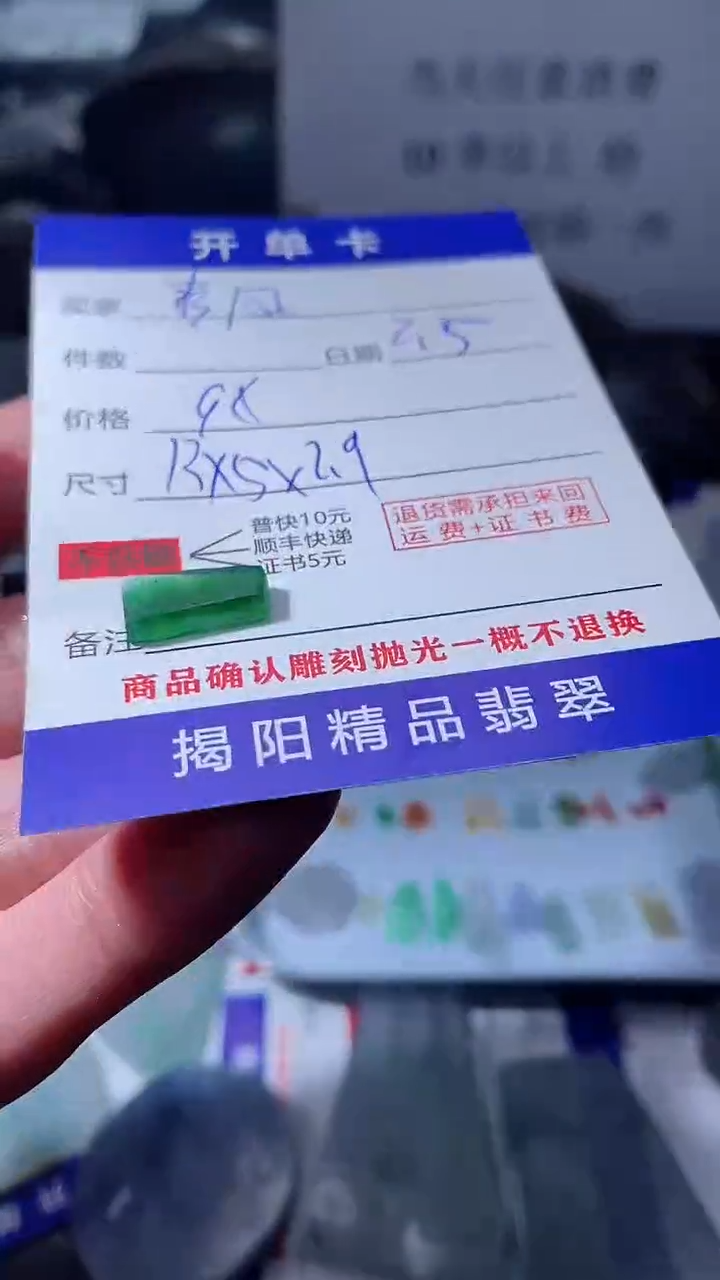 开单卡
买家
件数 日期 2.5
价格 98
尺寸 12x5x2.9
普快10元
顺丰快递
证书5元
退货需承担来回
运费+证书费
备注
商品确认雕刻抛光一概不退换
揭阳精品翡翠